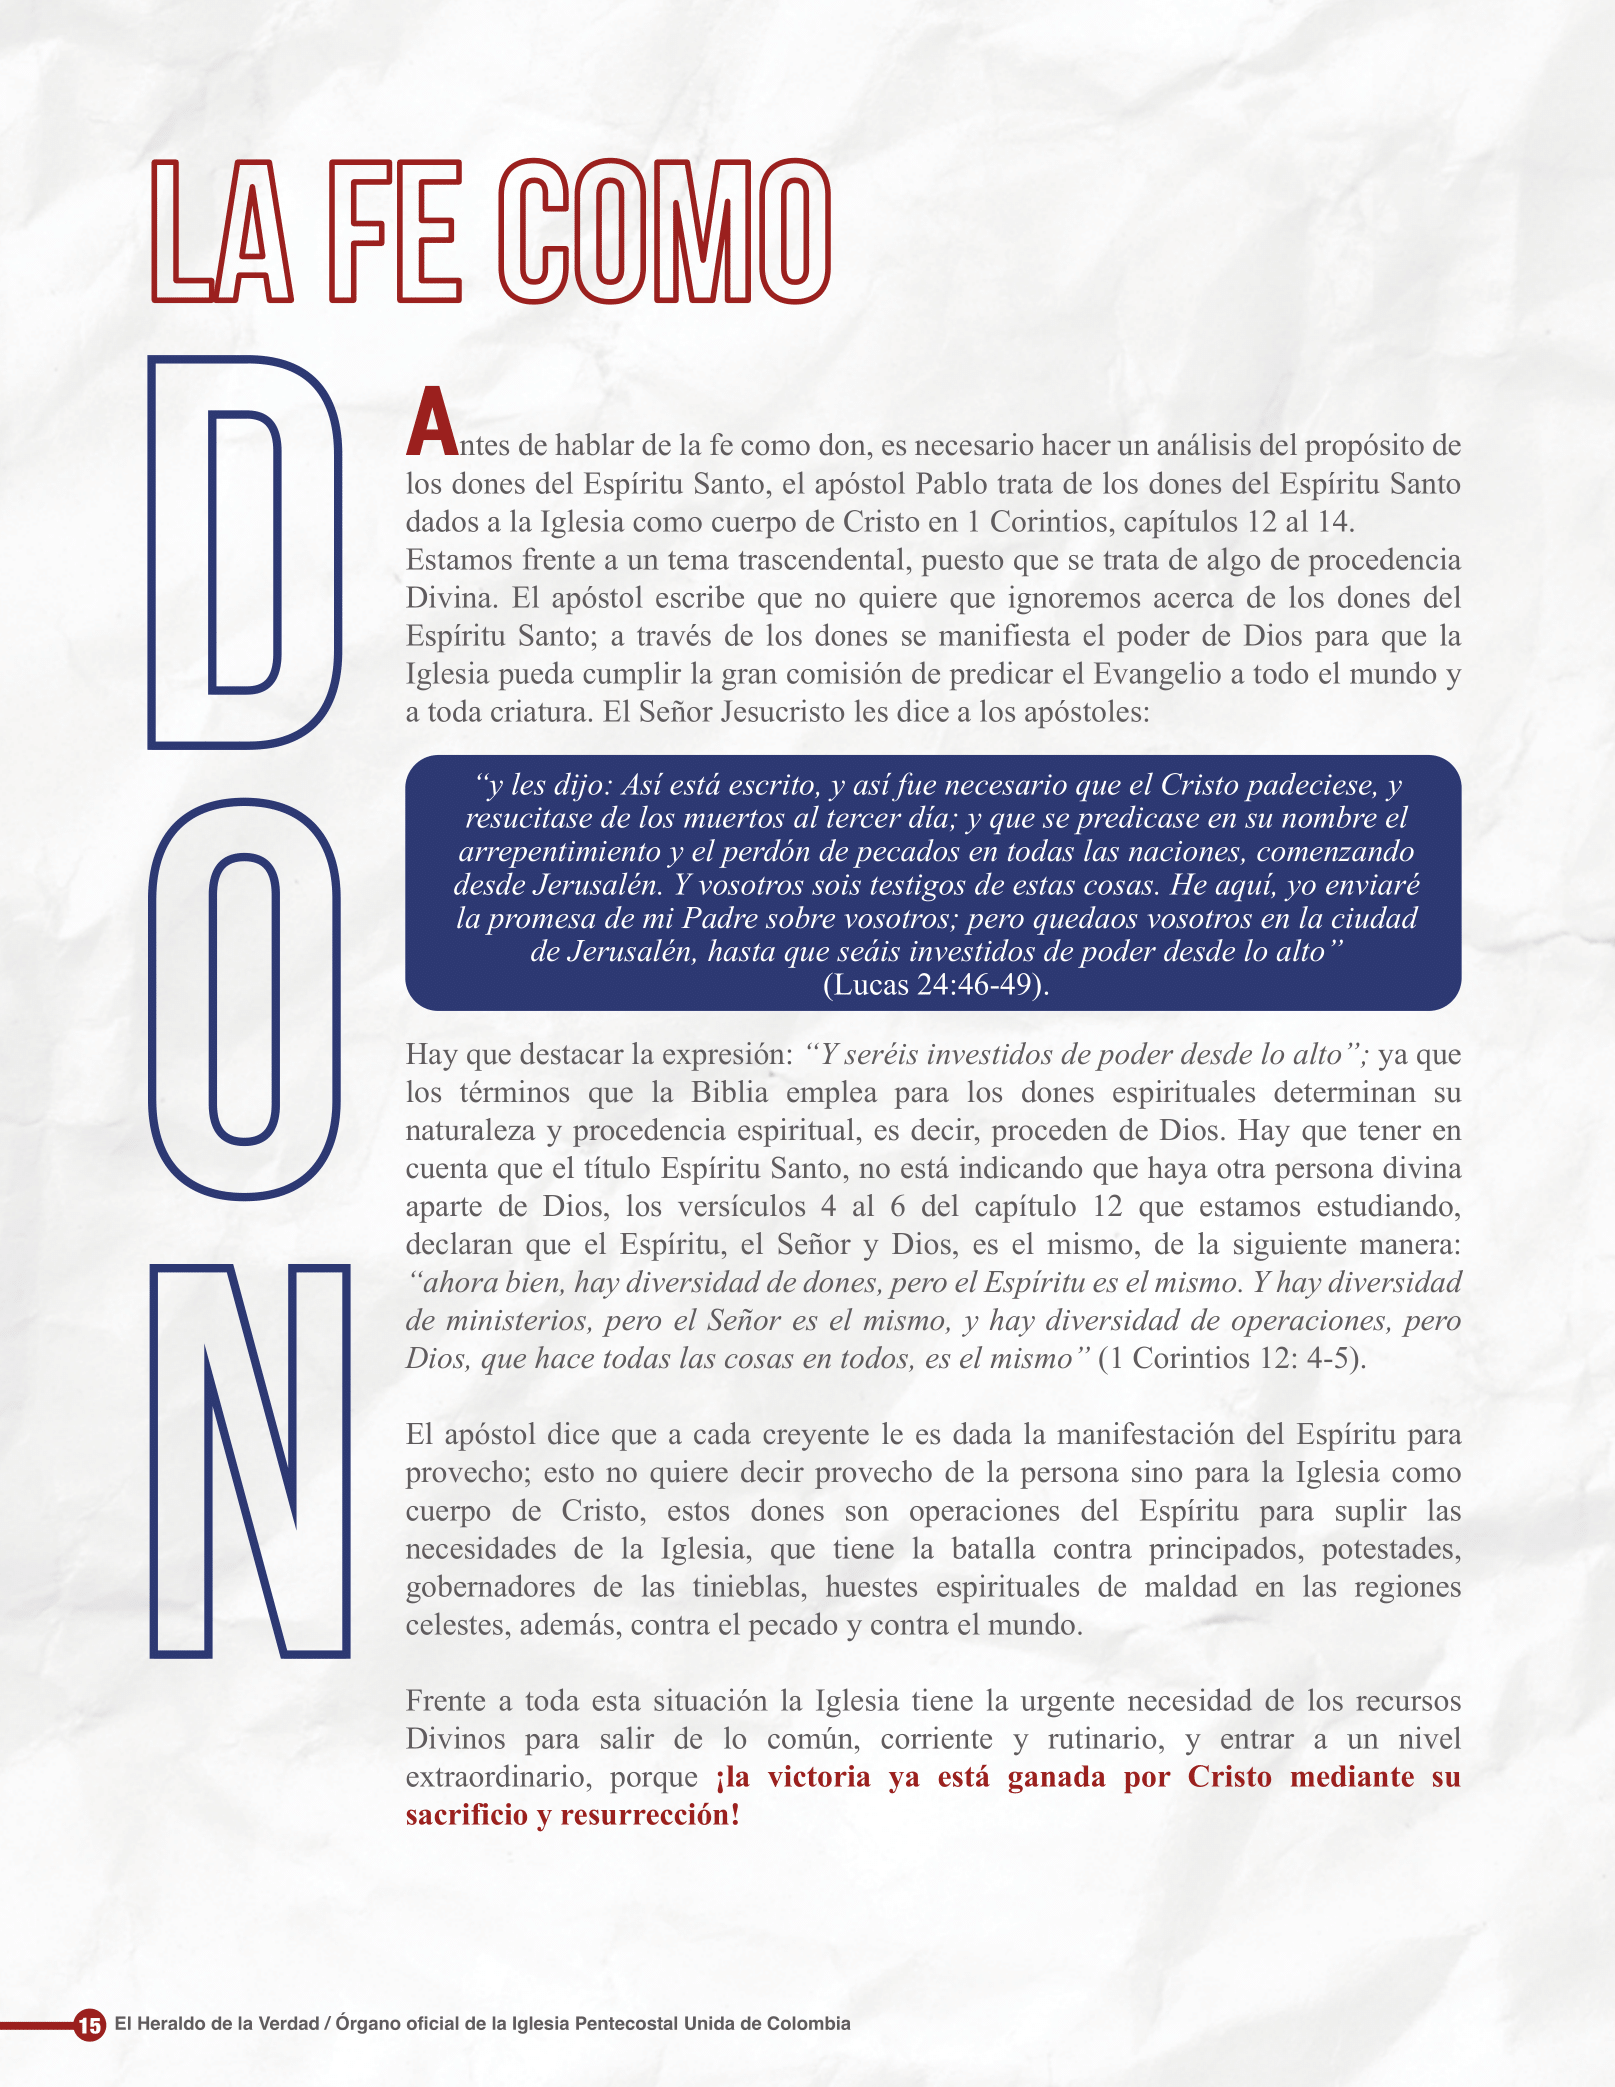 LA FE COMO
DON
Antes de hablar de la fe como don, es necesario hacer un análisis del propósito de
los dones del Espíritu Santo, el apóstol Pablo trata de los dones del Espíritu Santo
dados a la Iglesia como cuerpo de Cristo en 1 Corintios, capítulos 12 al 14.
Estamos frente a un tema trascendental, puesto que se trata de algo de procedencia
Divina. El apóstol escribe que no quiere que ignoremos acerca de los dones del
Espíritu Santo; a través de los dones se manifiesta el poder de Dios para que la
Iglesia pueda cumplir la gran comisión de predicar el Evangelio a todo el mundo y
a toda criatura. El Señor Jesucristo les dice a los apóstoles:
“y les dijo: Así está escrito, y así fue necesario que el Cristo padeciese, y
resucitase de los muertos al tercer día; y que se predicase en su nombre el
arrepentimiento y el perdón de pecados en todas las naciones, comenzando
desde Jerusalén. Y vosotros sois testigos de estas cosas. He aquí, yo enviaré
la promesa de mi Padre sobre vosotros; pero quedaos vosotros en la ciudad
de Jerusalén, hasta que seáis investidos de poder desde lo alto”
(Lucas 24:46-49).
Hay que destacar la expresión: “Y seréis investidos de poder desde lo alto”; ya que
los términos que la Biblia emplea para los dones espirituales determinan su
naturaleza y procedencia espiritual, es decir, proceden de Dios. Hay que tener en
cuenta que el título Espíritu Santo, no está indicando que haya otra persona divina
aparte de Dios, los versículos 4 al 6 del capítulo 12 que estamos estudiando,
declaran que el Espíritu, el Señor y Dios, es el mismo, de la siguiente manera:
“ahora bien, hay diversidad de dones, pero el Espíritu es el mismo. Y hay diversidad
de ministerios, pero el Señor es el mismo, y hay diversidad de operaciones, pero
Dios, que hace todas las cosas en todos, es el mismo” (1 Corintios 12: 4-5).
El apóstol dice que a cada creyente le es dada la manifestación del Espíritu para
provecho; esto no quiere decir provecho de la persona sino para la Iglesia como
cuerpo de Cristo, estos dones son operaciones del Espíritu para suplir las
necesidades de la Iglesia, que tiene la batalla contra principados, potestades,
gobernadores de las tinieblas, huestes espirituales de maldad en las regiones
celestes, además, contra el pecado y contra el mundo.
Frente a toda esta situación la Iglesia tiene la urgente necesidad de los recursos
Divinos para salir de lo común, corriente y rutinario, y entrar a un nivel
extraordinario, porque ¡la victoria ya está ganada por Cristo mediante su
sacrificio y resurrección!
15 El Heraldo de la Verdad / Órgano oficial de la Iglesia Pentecostal Unida de Colombia